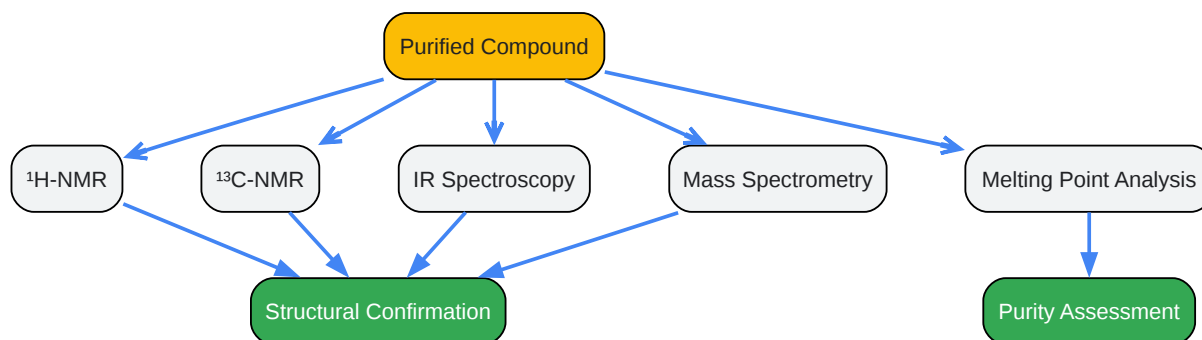 Purified Compound
¹H-NMR
¹³C-NMR
IR Spectroscopy
Mass Spectrometry
Melting Point Analysis
Structural Confirmation
Purity Assessment